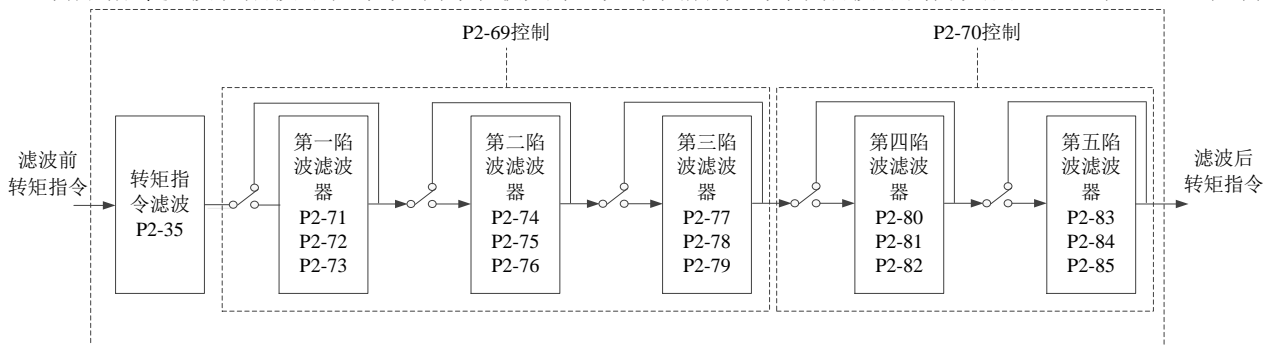 P2-69控制
P2-70控制
滤波前
转矩指令
转矩指
令滤波
P2-35
第一陷
波滤波
器
P2-71
P2-72
P2-73
第二陷
波滤波
器
P2-74
P2-75
P2-76
第三陷
波滤波
器
P2-77
P2-78
P2-79
第四陷
波滤波
器
P2-80
P2-81
P2-82
第五陷
波滤波
器
P2-83
P2-84
P2-85
滤波后
转矩指令